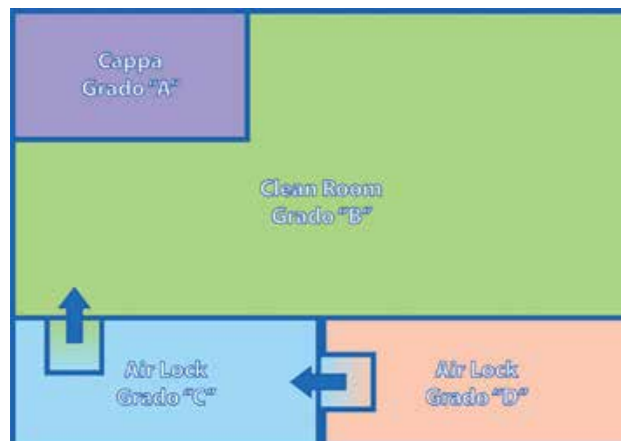 Cappa
Grado “A”
Clean Room
Grado “B”
Air Lock
Grado “C”
Air Lock
Grado “D”